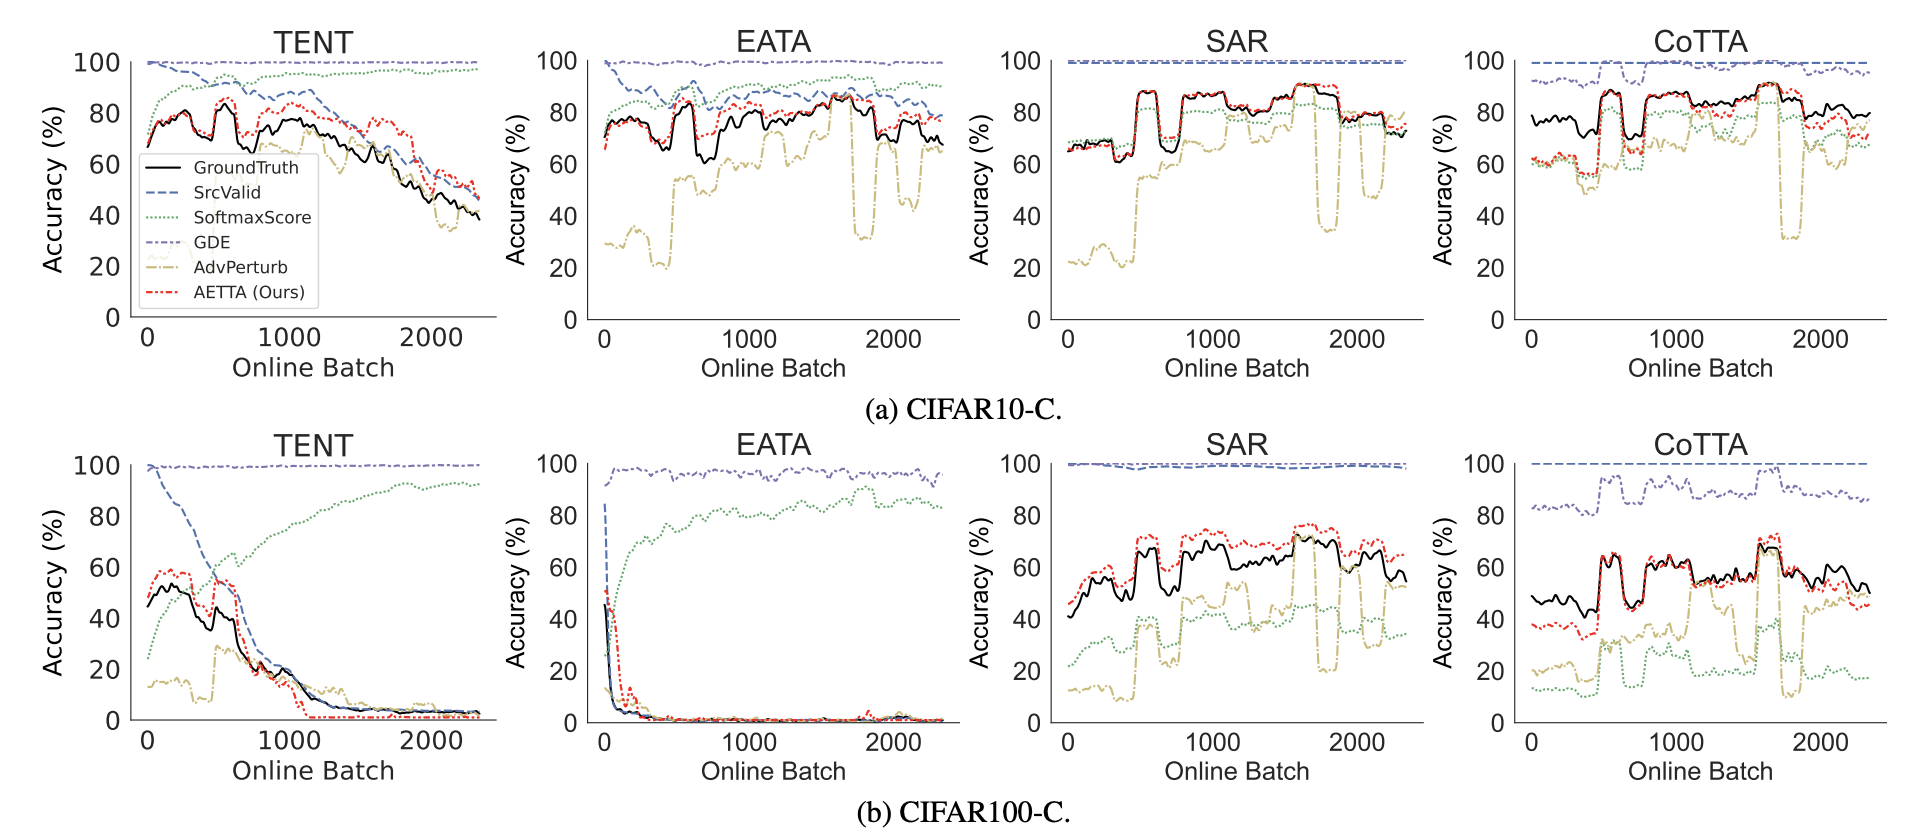 TENT EATA SAR CoTTA
100 100 100 100
80 80 80 80
60 60 60 60
40 40 40 40
20 20 20 20
0 0 0 0
Accuracy (%) Accuracy (%) Accuracy (%) Accuracy (%)
GroundTruth
SrcValid
SoftmaxScore
GDE
AdvPerturb
AETTA (Ours)
0 1000 2000 0 1000 2000 0 1000 2000 0 1000 2000
Online Batch Online Batch Online Batch Online Batch
(a) CIFAR10-C.
TENT EATA SAR CoTTA
100 100 100 100
80 80 80 80
60 60 60 60
40 40 40 40
20 20 20 20
0 0 0 0
Accuracy (%) Accuracy (%) Accuracy (%) Accuracy (%)
0 1000 2000 0 1000 2000 0 1000 2000 0 1000 2000
Online Batch Online Batch Online Batch Online Batch
(b) CIFAR100-C.